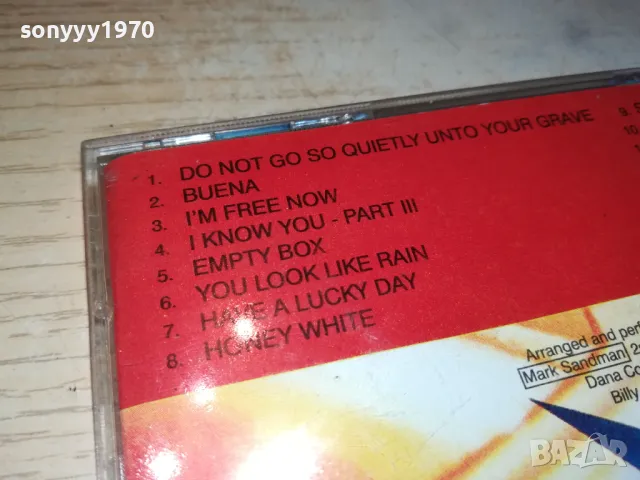 sonyyy1970
1. DO NOT GO SO QUIETLY UNTO YOUR GRAVE
2. BUENA
3. I'M FREE NOW
4. I KNOW YOU - PART III
5. EMPTY BOX
6. YOU LOOK LIKE RAIN
7. HAVE A LUCKY DAY
8. HONEY WHITE
9.
10.
Arranged and
Mark Sandman
Dana
Billy
BAZAR